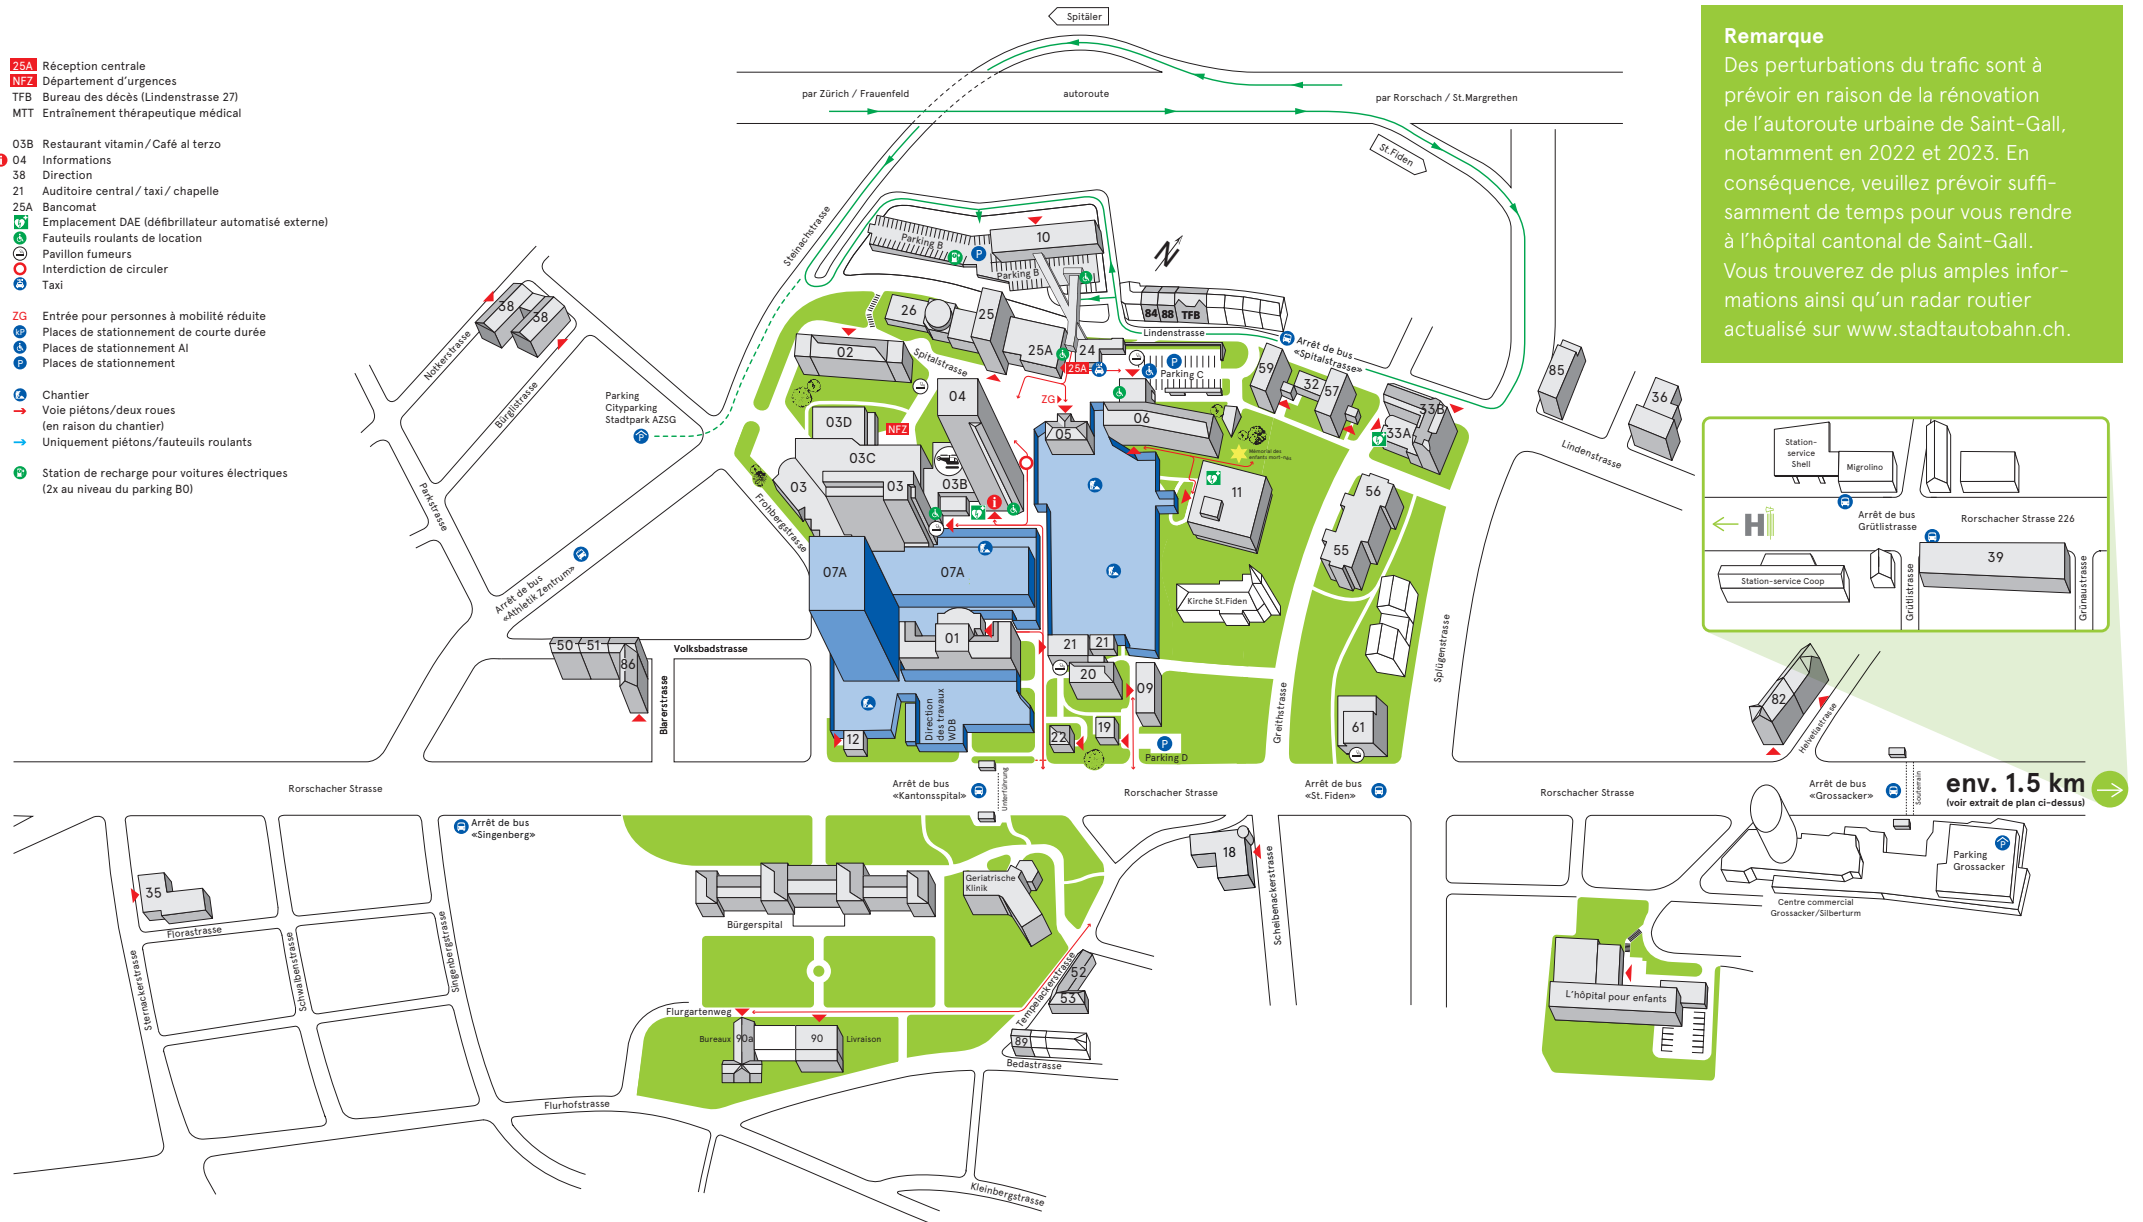 Spitäler
25A Réception centrale
NFZ Département d'urgences
TFB Bureau des décès (Lindenstrasse 27)
MTT Entraînement thérapeutique médical
03B Restaurant vitamin/Café al terzo
i 04 Informations
38 Direction
21 Auditoire central/taxi/chapelle
25A Bancomat
Emplacement DAE (défibrillateur automatisé externe)
Fauteuils roulants de location
Pavillon fumeurs
Interdiction de circuler
Taxi
ZG Entrée pour personnes à mobilité réduite
kP Places de stationnement de courte durée
Places de stationnement AI
P Places de stationnement
Chantier
Voie piétons/deux roues
(en raison du chantier)
Uniquement piétons/fauteuils roulants
Station de recharge pour voitures électriques
(2x au niveau du parking B0)
Remarque
Des perturbations du trafic sont à
prévoir en raison de la rénovation
de l'autoroute urbaine de Saint-Gall,
notamment en 2022 et 2023. En
conséquence, veuillez prévoir suffi-
samment de temps pour vous rendre
à l'hôpital cantonal de Saint-Gall.
Vous trouverez de plus amples infor-
mations ainsi qu'un radar routier
actualisé sur www.stadtautobahn.ch.
par Zürich / Frauenfeld
autoroute
par Rorschach / St.Margrethen
St.Fiden
Steinachstrasse
Parking B
P
10
Parking B
N
38
38
Notkerstrasse
Bürglistrasse
Parkstrasse
Parking
Cityparking
Stadtpark AZSG
P
26
25
25A
24
84 88 TFB
Lindenstrasse
Arrêt de bus
«Spitalstrasse»
02
Spitalstrasse
25A
P
Parking C
59
32
57
33B
33A
85
36
Lindenstrasse
04
ZG
05
06
03D
NFZ
03C
03
03
03B
i
Mémorial des
enfants mort-nés
11
56
55
Frohbergstrasse
07A
07A
Kirche St.Fiden
Arrêt de bus
«Athletik Zentrum»
50
51
86
Volksbadstrasse
Blarerstrasse
01
21
21
20
09
12
Direction
des travaux
WDB
22
19
P
Parking D
61
Greithstrasse
Splügenstrasse
Station-
service
Shell
Migrolino
Arrêt de bus
Grütlistrasse
Rorschacher Strasse 226
H
39
Station-service Coop
Grütlistrasse
Grünaustrasse
82
Helvetiastrasse
Rorschacher Strasse
Arrêt de bus
«Kantonsspital»
Unterführung
Rorschacher Strasse
Arrêt de bus
«St. Fiden»
Rorschacher Strasse
Arrêt de bus
«Grossacker»
Souterrain
env. 1.5 km
(voir extrait de plan ci-dessus)
Arrêt de bus
«Singenberg»
35
Florastrasse
Sternackerstrasse
Schwalbenstrasse
Singenbergstrasse
Bürgerspital
Geriatrische
Klinik
18
Scheibenackerstrasse
Parking
Grossacker
P
Centre commercial
Grossacker/Silberturm
L'hôpital pour enfants
Flurgartenweg
Bureaux
90a
90
Livraison
Tempelackerstrasse
52
53
89
Bedastrasse
Flurhofstrasse
Kleinbergstrasse